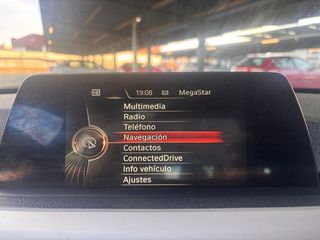 19:08 MegaStar
Multimedia
Radio
Teléfono
Navegación
Contactos
ConnectedDrive
Info vehículo
Ajustes